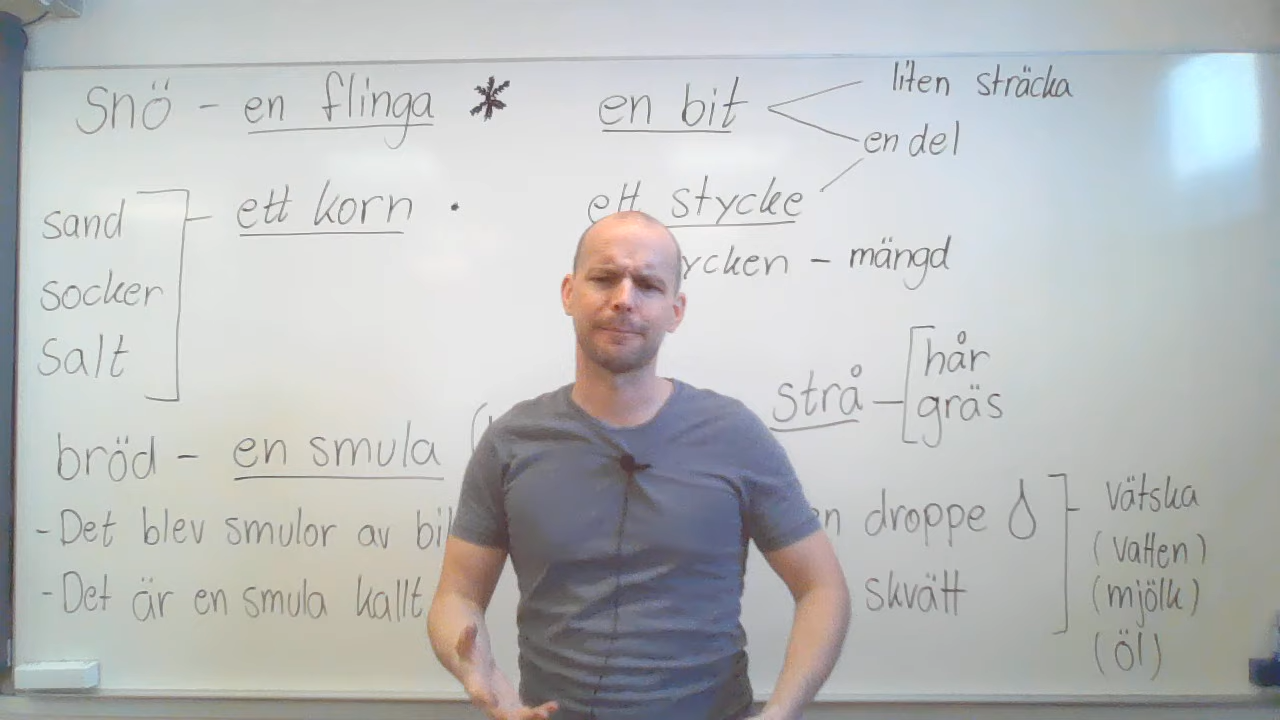 Snö - en flinga *
sand
socker
salt
ett korn .
bröd - en smula (
- Det blev smulor av bil
- Det är en smula kallt
en bit
liten sträcka
en del
ett stycke
ycken - mängd
strå
hår
gräs
n droppe
skvätt
vätska
(vatten)
(mjölk)
(öl)